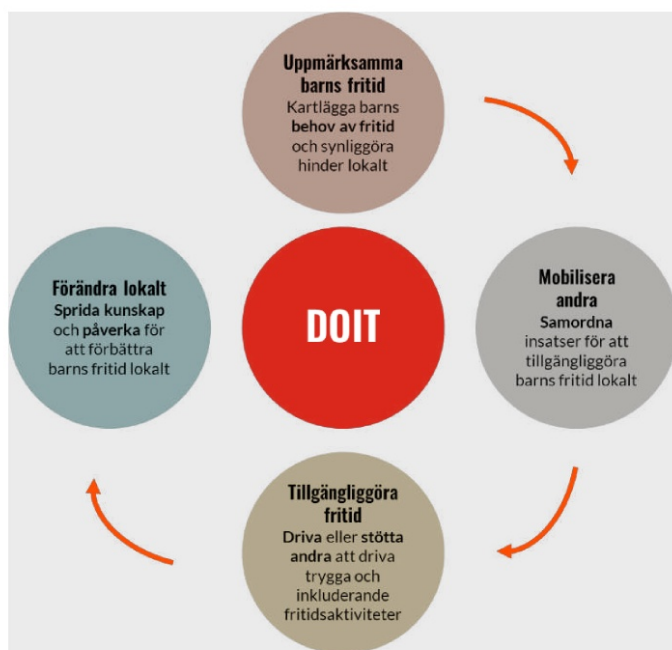 Uppmärksamma
barns fritid
Kartlägga barns
behov av fritid
och synliggöra
hinder lokalt
Förändra lokalt
Sprida kunskap
och påverka för
att förbättra
barns fritid lokalt
DOIT
Mobilisera
andra
Samordna
insatser för att
tillgängliggöra
barns fritid lokalt
Tillgängliggöra
fritid
Driva eller stötta
andra att driva
trygga och
inkluderande
fritidsaktiviteter